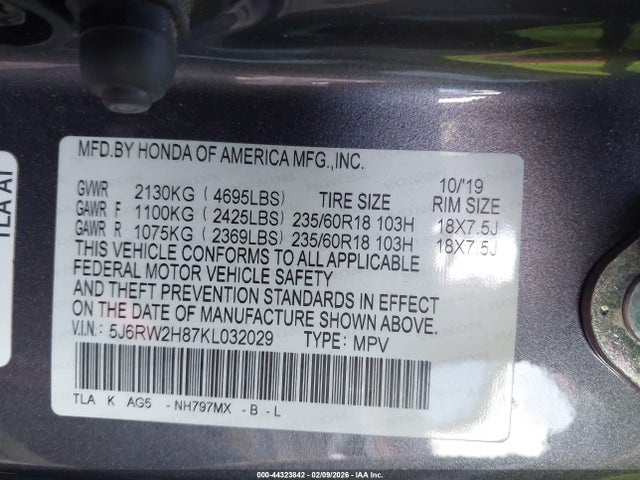 MFD.BY HONDA OF AMERICA MFG.,INC.
10/'19
GVWR 2130KG (4695LBS) TIRE SIZE RIM SIZE
GAWR F 1100KG (2425LBS) 235/60R18 103H 18X7.5J
GAWR R 1075KG (2369LBS) 235/60R18 103H 18X7.5J
THIS VEHICLE CONFORMS TO ALL APPLICABLE
FEDERAL MOTOR VEHICLE SAFETY
AND THEFT PREVENTION STANDARDS IN EFFECT
ON THE DATE OF MANUFACTURE SHOWN ABOVE.
V.I.N: 5J6RW2H87KL032029 TYPE: MPV
TLA K AG5 -NH797MX -B -L
TLA A1
000-44323842 - 02/09/2026 - IAA Inc.